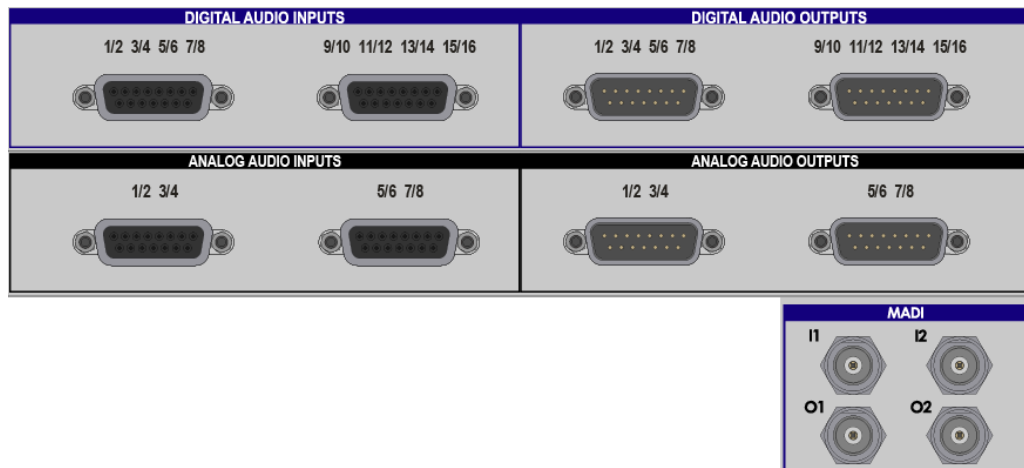 DIGITAL AUDIO INPUTS
DIGITAL AUDIO OUTPUTS
1/2 3/4 5/6 7/8
9/10 11/12 13/14 15/16
1/2 3/4 5/6 7/8
9/10 11/12 13/14 15/16
ANALOG AUDIO INPUTS
ANALOG AUDIO OUTPUTS
1/2 3/4
5/6 7/8
1/2 3/4
5/6 7/8
MADI
I1
I2
O1
O2